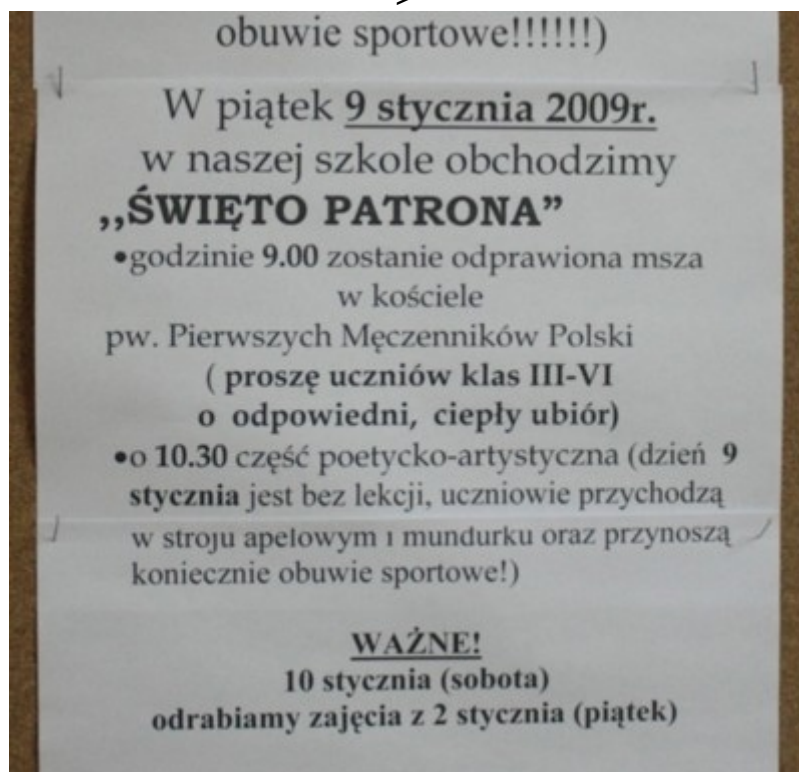 obuwie sportowe!!!!!!)
W piątek 9 stycznia 2009r.
w naszej szkole obchodzimy
,,ŚWIĘTO PATRONA”
•godzinie 9.00 zostanie odprawiona msza
w kościele
pw. Pierwszych Męczenników Polski
( proszę uczniów klas III-VI
o odpowiedni, ciepły ubiór)
•o 10.30 część poetycko-artystyczna (dzień 9
stycznia jest bez lekcji, uczniowie przychodzą
w stroju apelowym i mundurku oraz przynoszą
koniecznie obuwie sportowe!)
WAŻNE!
10 stycznia (sobota)
odrabiamy zajęcia z 2 stycznia (piątek)